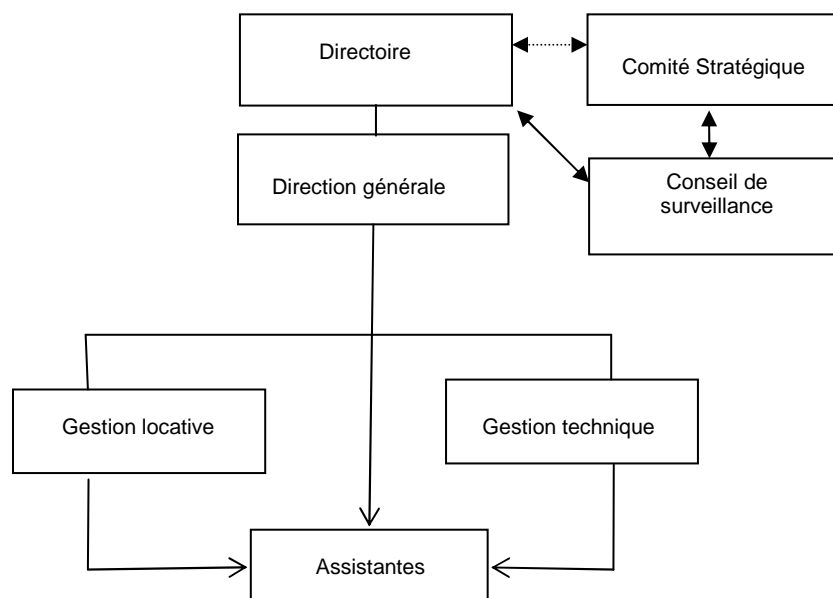 Directoire
Comité Stratégique
Direction générale
Conseil de
surveillance
Gestion locative
Gestion technique
Assistantes